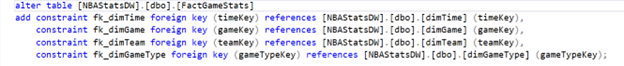 alter table [NBAStatsDW].[dbo].[FactGameStats]
add constraint fk_dimTime foreign key (timeKey) references [NBAStatsDW].[dbo].[dimTime] (timeKey),
constraint fk_dimGame foreign key (gameKey) references [NBAStatsDW].[dbo].[dimGame] (gameKey),
constraint fk_dimTeam foreign key (teamKey) references [NBAStatsDW].[dbo].[dimTeam] (teamKey),
constraint fk_dimGameType foreign key (gameTypeKey) references [NBAStatsDW].[dbo].[dimGameType] (gameTypeKey);